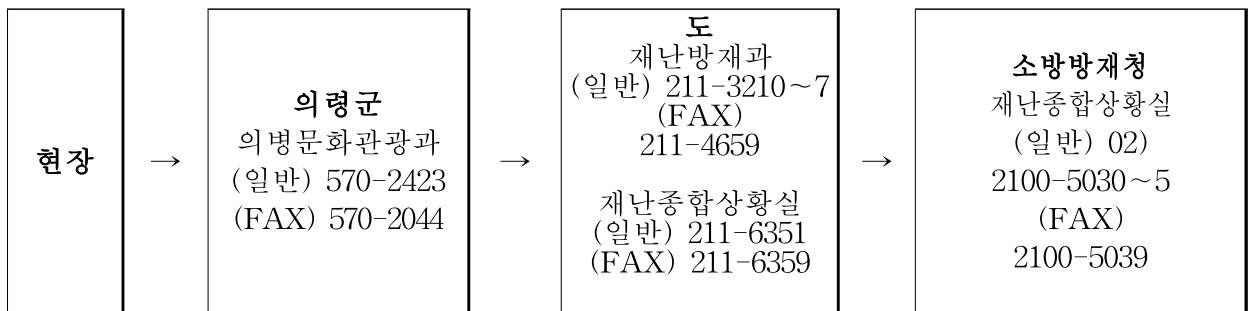 현장
→
의령군
의병문화관광과
(일반) 570-2423
(FAX) 570-2044
→
도
재난방재과
(일반) 211-3210~7
(FAX)
211-4659
재난종합상황실
(일반) 211-6351
(FAX) 211-6359
→
소방방재청
재난종합상황실
(일반) 02)
2100-5030~5
(FAX)
2100-5039